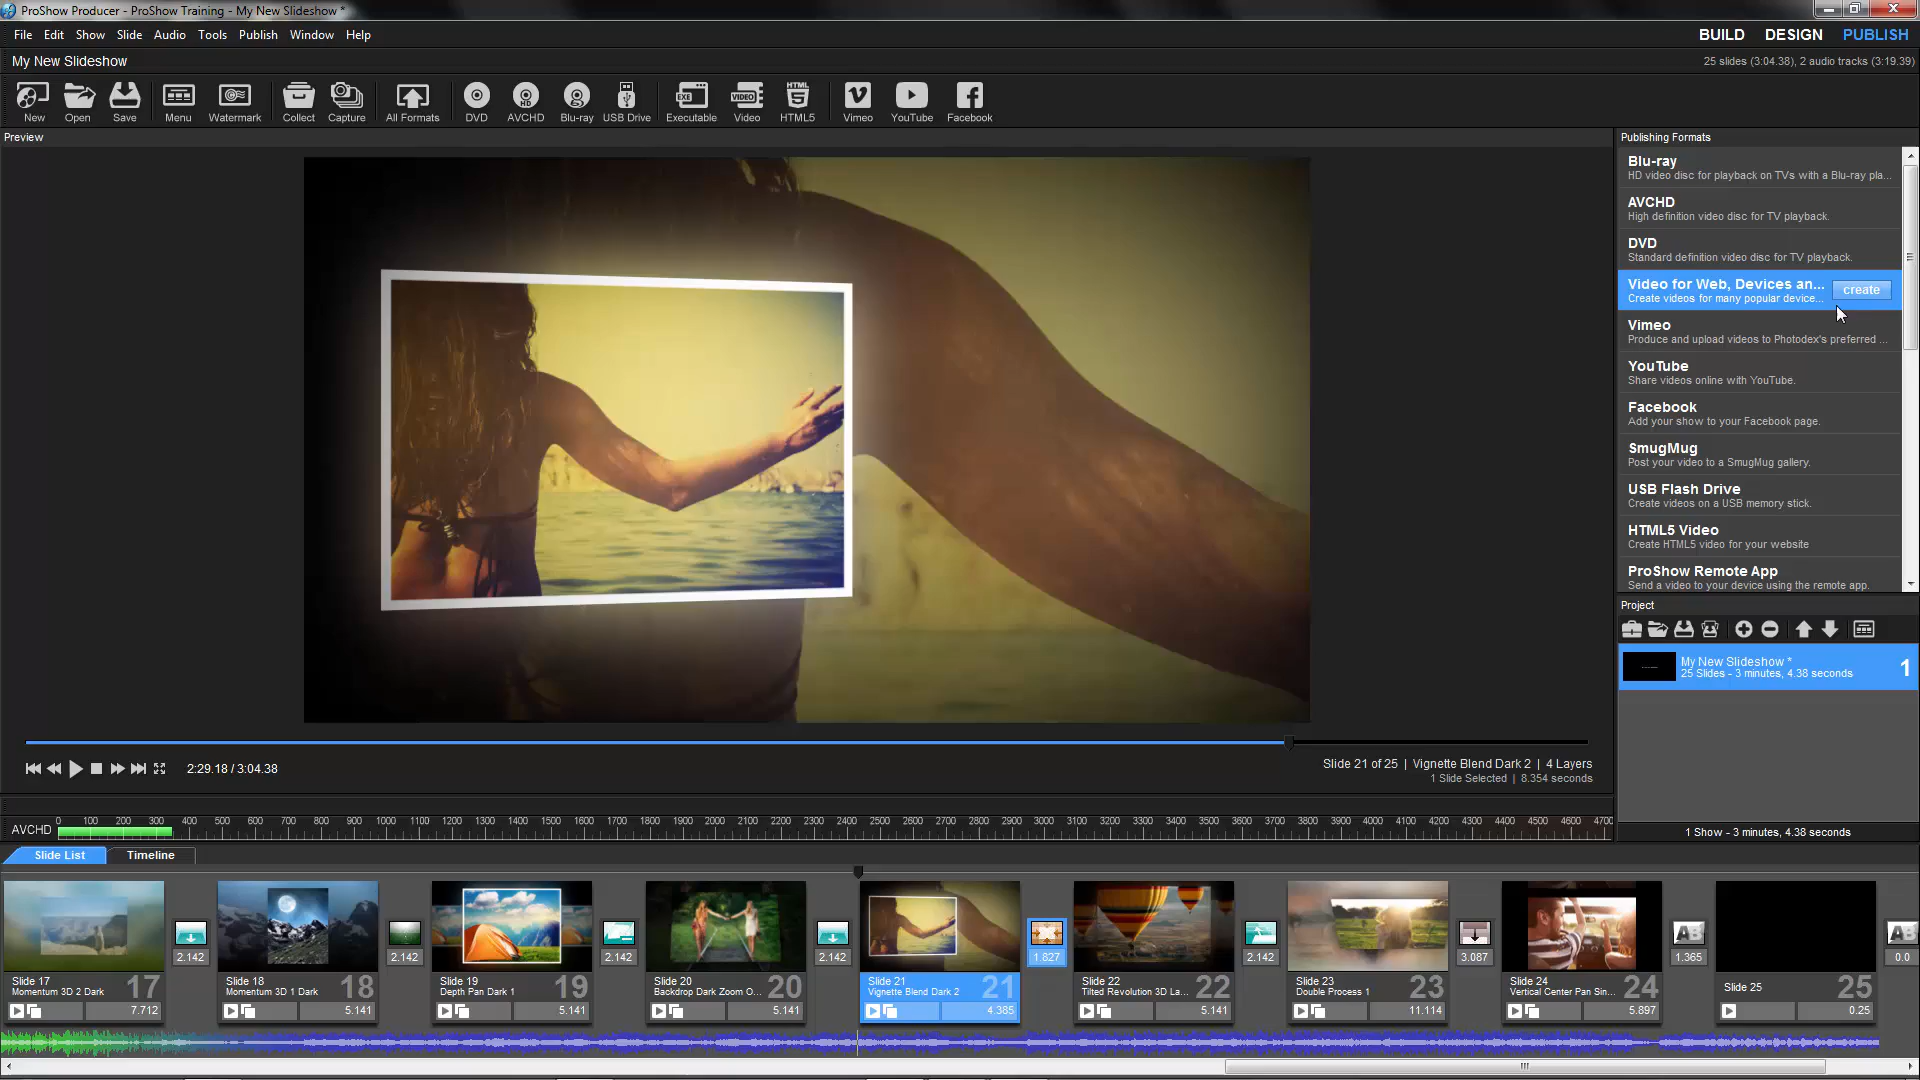 ProShow Producer - ProShow Training - My New Slideshow *
File Edit Show Slide Audio Tools Publish Window Help
BUILD DESIGN PUBLISH
My New Slideshow
25 slides (3:04.38), 2 audio tracks (3:19.39)
New Open Save Menu Watermark Collect Capture All Formats DVD AVCHD Blu-ray USB Drive Executable Video HTML5 Vimeo YouTube Facebook
Preview
Publishing Formats
Blu-ray
HD video disc for playback on TVs with a Blu-ray pla...
AVCHD
High definition video disc for TV playback.
DVD
Standard definition video disc for TV playback.
Video for Web, Devices an...
create
Create videos for many popular device...
Vimeo
Produce and upload videos to Photodex's preferred ...
YouTube
Share videos online with YouTube.
Facebook
Add your show to your Facebook page.
SmugMug
Post your video to a SmugMug gallery.
USB Flash Drive
Create videos on a USB memory stick.
HTML5 Video
Create HTML5 video for your website
ProShow Remote App
Send a video to your device using the remote app.
Project
My New Slideshow *
25 Slides - 3 minutes, 4.38 seconds
1
1 Show - 3 minutes, 4.38 seconds
2:29.18 / 3:04.38
Slide 21 of 25 | Vignette Blend Dark 2 | 4 Layers
1 Slide Selected | 8.354 seconds
AVCHD
0 100 200 300 400 500 600 700 800 900 1000 1100 1200 1300 1400 1500 1600 1700 1800 1900 2000 2100 2200 2300 2400 2500 2600 2700 2800 2900 3000 3100 3200 3300 3400 3500 3600 3700 3800 3900 4000 4100 4200 4300 4400 4500 4600 4700
Slide List Timeline
Slide 17
Momentum 3D 2 Dark
17
7.712
2.142
Slide 18
Momentum 3D 1 Dark
18
5.141
2.142
Slide 19
Depth Pan Dark 1
19
5.141
2.142
Slide 20
Backdrop Dark Zoom O...
20
5.141
2.142
Slide 21
Vignette Blend Dark 2
21
4.385
1.827
Slide 22
Tilted Revolution 3D La...
22
5.141
2.142
Slide 23
Double Process 1
23
11.114
3.087
Slide 24
Vertical Center Pan Sin...
24
5.897
AB
1.365
Slide 25
25
0.25
AB
0.0